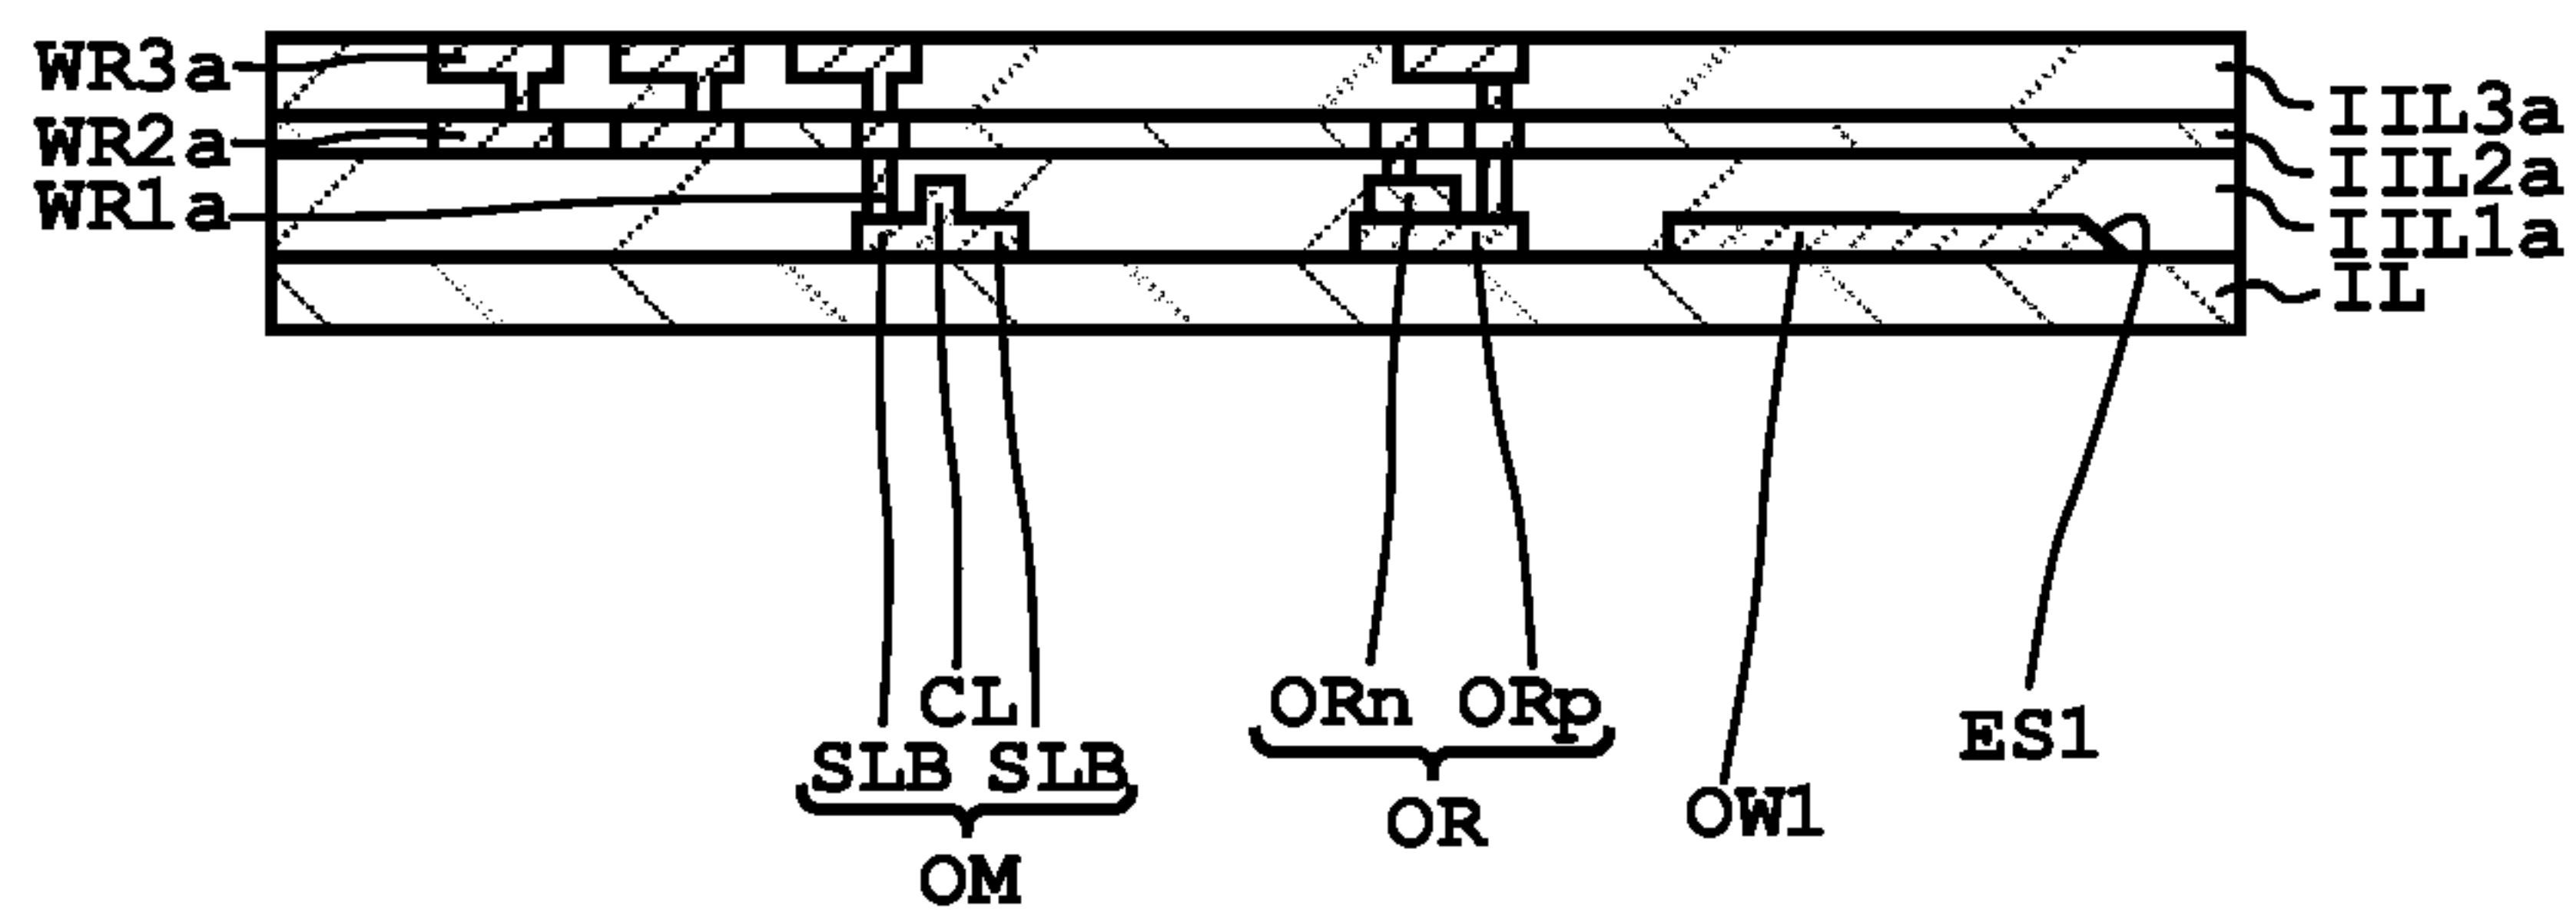 WR3a
WR2a
WR1a
IIL3a
IIL2a
IIL1a
IL
CL
SLB SLB
OM
ORn ORp
OR
OW1
ES1